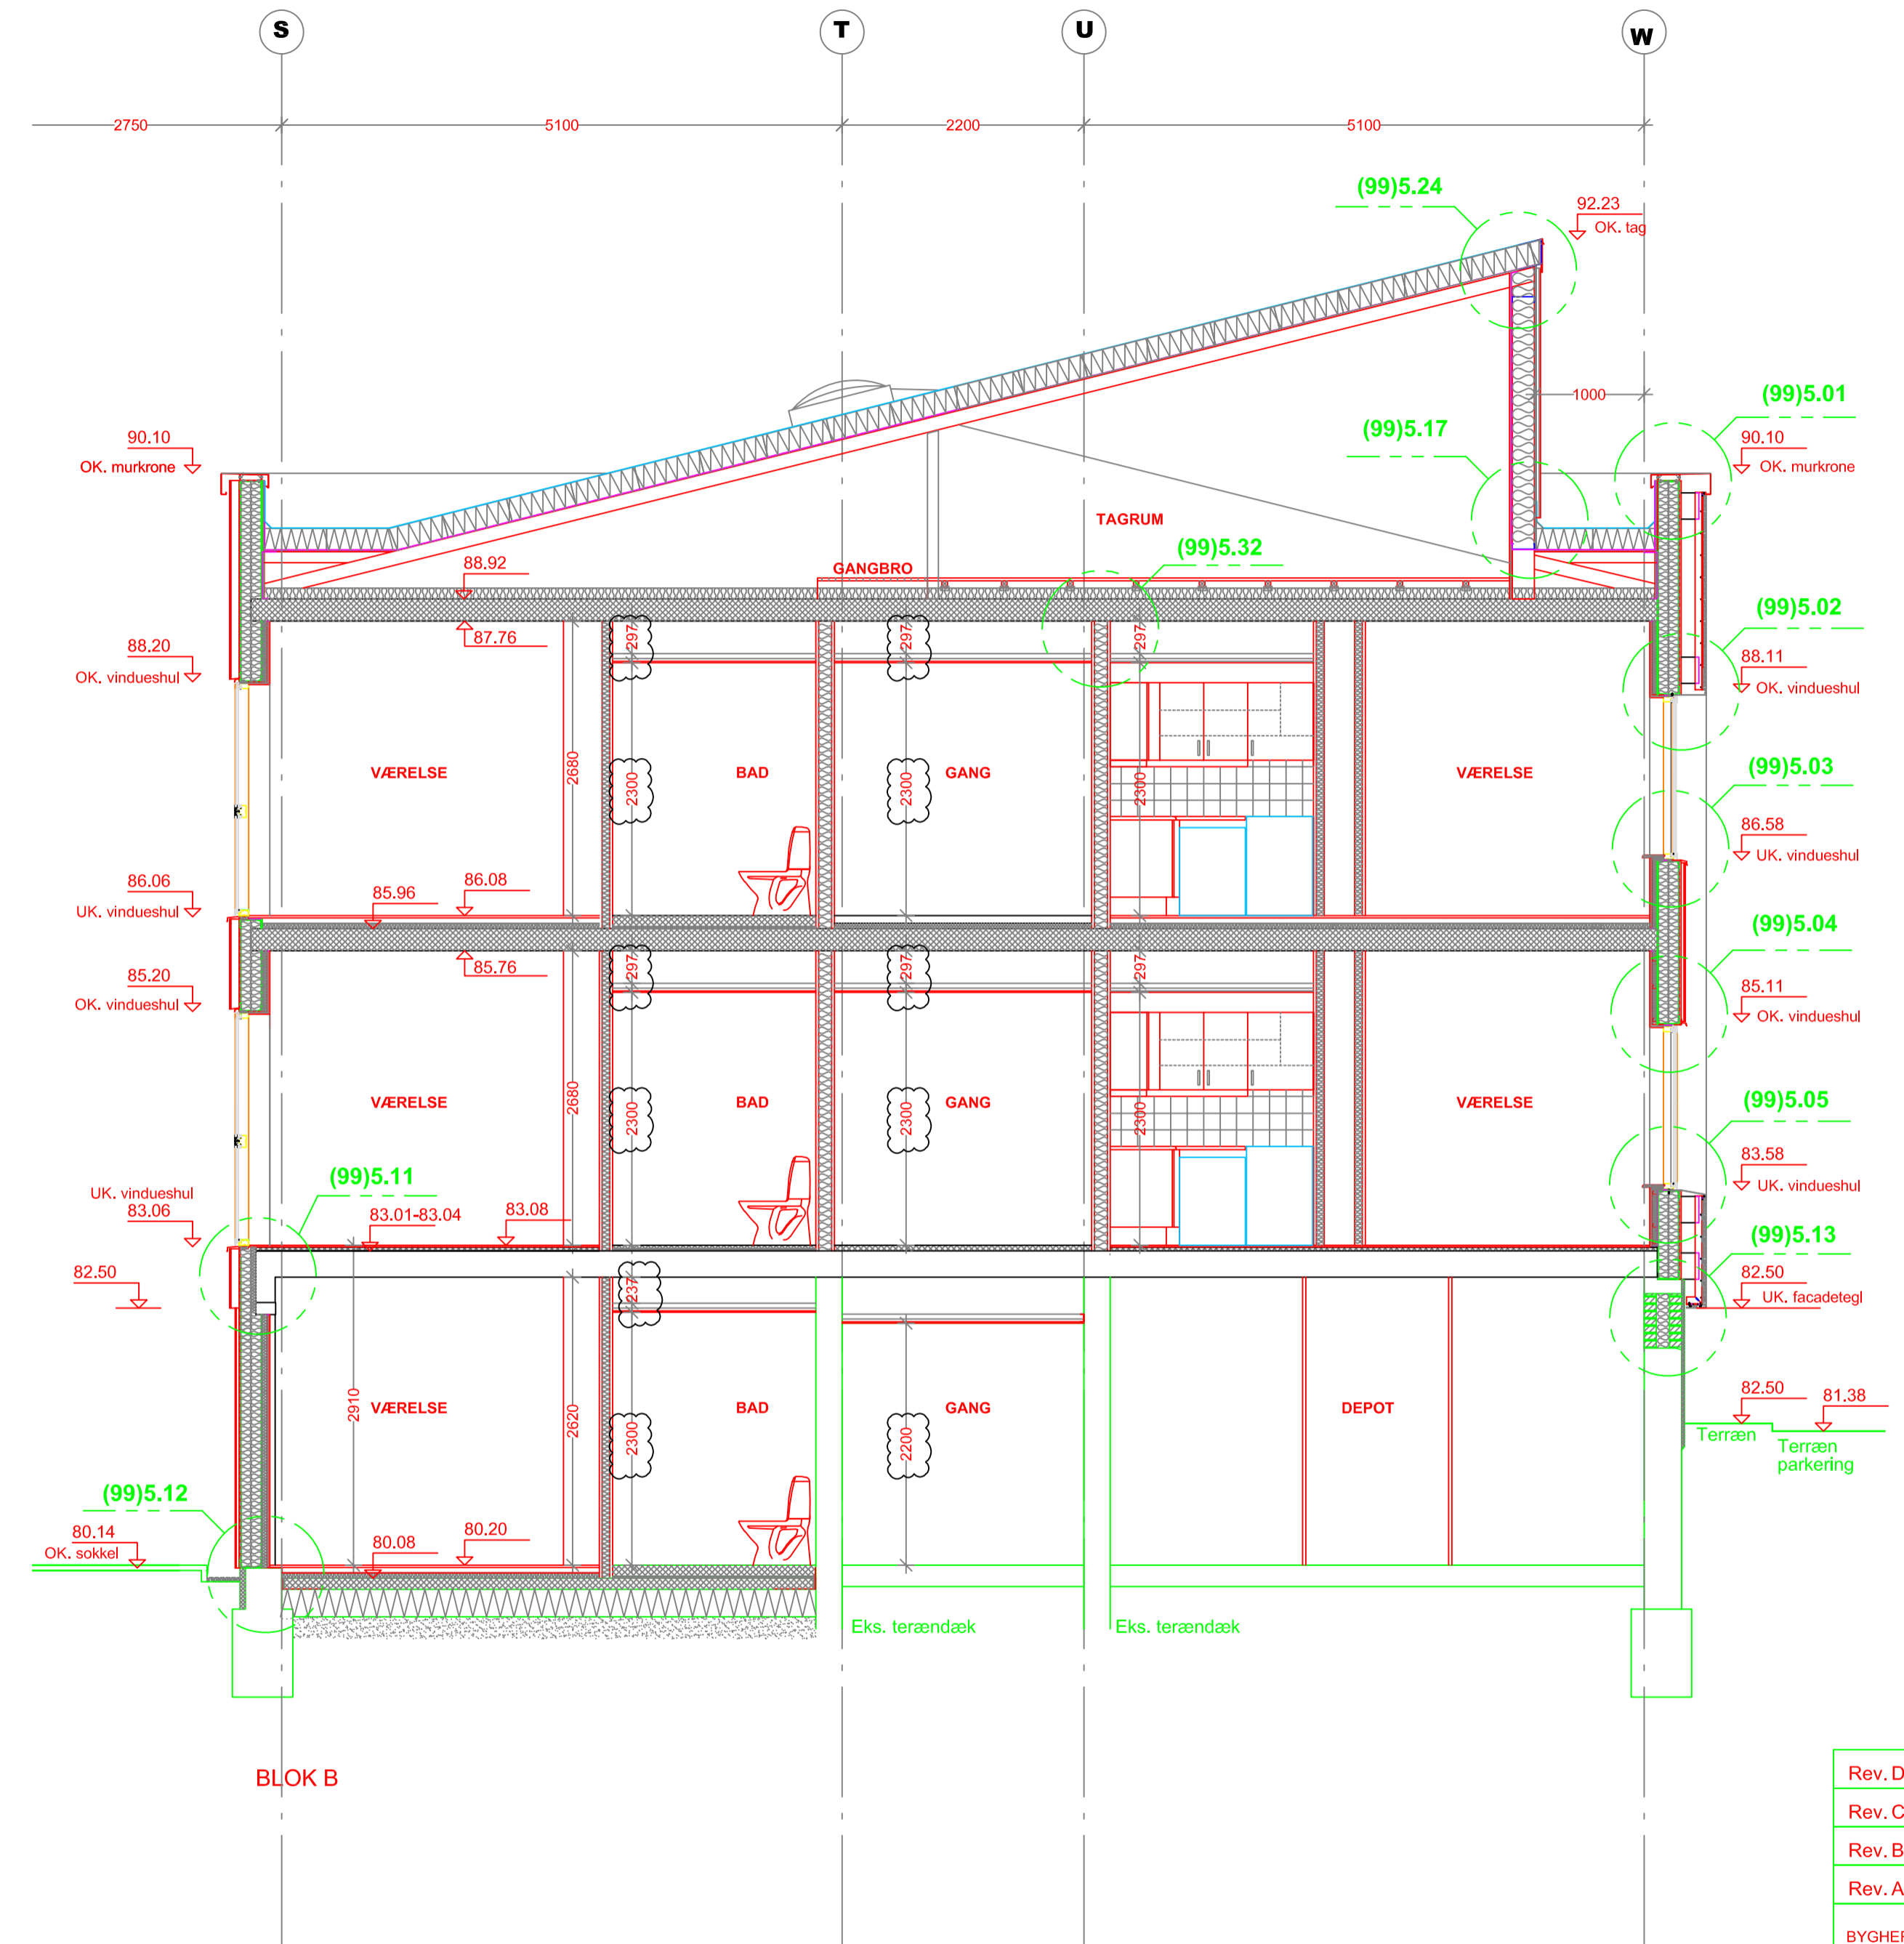 S
T
U
W
2750
5100
2200
5100
(99)5.24
92.23
OK. tag
1000
(99)5.01
(99)5.17
90.10
OK. murkrone
90.10
OK. murkrone
TAGRUM
(99)5.32
GANGBRO
88.92
(99)5.02
87.76
297
297
297
88.20
OK. vindueshul
88.11
OK. vindueshul
(99)5.03
VÆRELSE
2680
2300
BAD
2300
GANG
2300
VÆRELSE
86.58
UK. vindueshul
86.06
UK. vindueshul
85.96
86.08
(99)5.04
85.76
297
297
297
85.20
OK. vindueshul
85.11
OK. vindueshul
(99)5.05
VÆRELSE
2680
2300
BAD
2300
GANG
2300
VÆRELSE
83.58
UK. vindueshul
(99)5.11
UK. vindueshul
83.06
83.01-83.04
83.08
(99)5.13
82.50
237
82.50
UK. facadetegl
2910
VÆRELSE
2620
2300
BAD
2200
GANG
DEPOT
82.50
81.38
Terræn
Terræn
parkering
(99)5.12
80.14
OK. sokkel
80.08
80.20
Eks. terændæk
Eks. terændæk
BLOK B
Rev. D
Rev. C
Rev. B
Rev. A